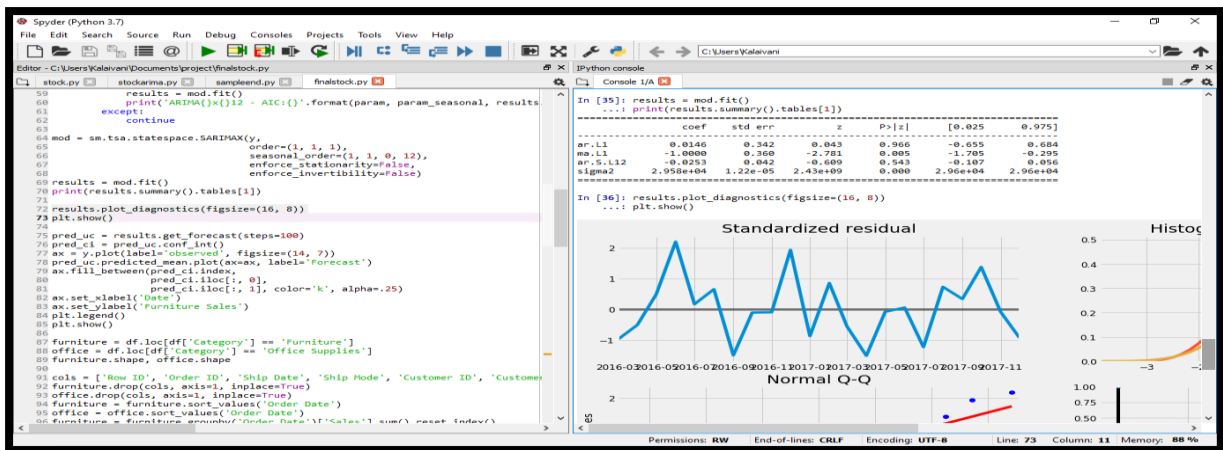 Spyder (Python 3.7)
File Edit Search Source Run Debug Consoles Projects Tools View Help
C:\Users\Kalaivani
Editor - C:\Users\Kalaivani\Documents\project\finalstock.py
stock.py stockarima.py sampleend.py finalstock.py
59 results = mod.fit()
60 print('ARIMA{}x{}12 - AIC:{}'.format(param, param_seasonal, results.
61 except:
62 continue
63
64 mod = sm.tsa.statespace.SARIMAX(y,
65 order=(1, 1, 1),
66 seasonal_order=(1, 1, 0, 12),
67 enforce_stationarity=False,
68 enforce_invertibility=False)
69 results = mod.fit()
70 print(results.summary().tables[1])
71
72 results.plot_diagnostics(figsize=(16, 8))
73 plt.show()
74
75 pred_uc = results.get_forecast(steps=100)
76 pred_ci = pred_uc.conf_int()
77 ax = y.plot(label='observed', figsize=(14, 7))
78 pred_uc.predicted_mean.plot(ax=ax, label='Forecast')
79 ax.fill_between(pred_ci.index,
80 pred_ci.iloc[:, 0],
81 pred_ci.iloc[:, 1], color='k', alpha=.25)
82 ax.set_xlabel('Date')
83 ax.set_ylabel('Furniture Sales')
84 plt.legend()
85 plt.show()
86
87 furniture = df.loc[df['Category'] == 'Furniture']
88 office = df.loc[df['Category'] == 'Office Supplies']
89 furniture.shape, office.shape
90
91 cols = ['Row ID', 'Order ID', 'Ship Date', 'Ship Mode', 'Customer ID', 'Customer
92 furniture.drop(cols, axis=1, inplace=True)
93 office.drop(cols, axis=1, inplace=True)
94 furniture = furniture.sort_values('Order Date')
95 office = office.sort_values('Order Date')
96 furniture = furniture.groupby('Order Date')['Sales'].sum().reset_index()
IPython console
Console 1/A
In [35]: results = mod.fit()
...: print(results.summary().tables[1])
coef std err z P>|z| [0.025 0.975]
ar.L1 0.0146 0.342 0.043 0.966 -0.655 0.684
ma.L1 -1.0000 0.360 -2.781 0.005 -1.705 -0.295
ar.S.L12 -0.0253 0.042 -0.609 0.543 -0.107 0.056
sigma2 2.958e+04 1.22e-05 2.43e+09 0.000 2.96e+04 2.96e+04
In [36]: results.plot_diagnostics(figsize=(16, 8))
...: plt.show()
Standardized residual
2
1
0
−1
2016-03 2016-05 2016-07 2016-09 2016-11 2017-01 2017-03 2017-05 2017-07 2017-09 2017-11
Histog
0.5
0.4
0.3
0.2
0.1
0.0
−3 −2
Normal Q-Q
2
es
1.00
0.75
0.50
Permissions: RW End-of-lines: CRLF Encoding: UTF-8 Line: 73 Column: 11 Memory: 88 %